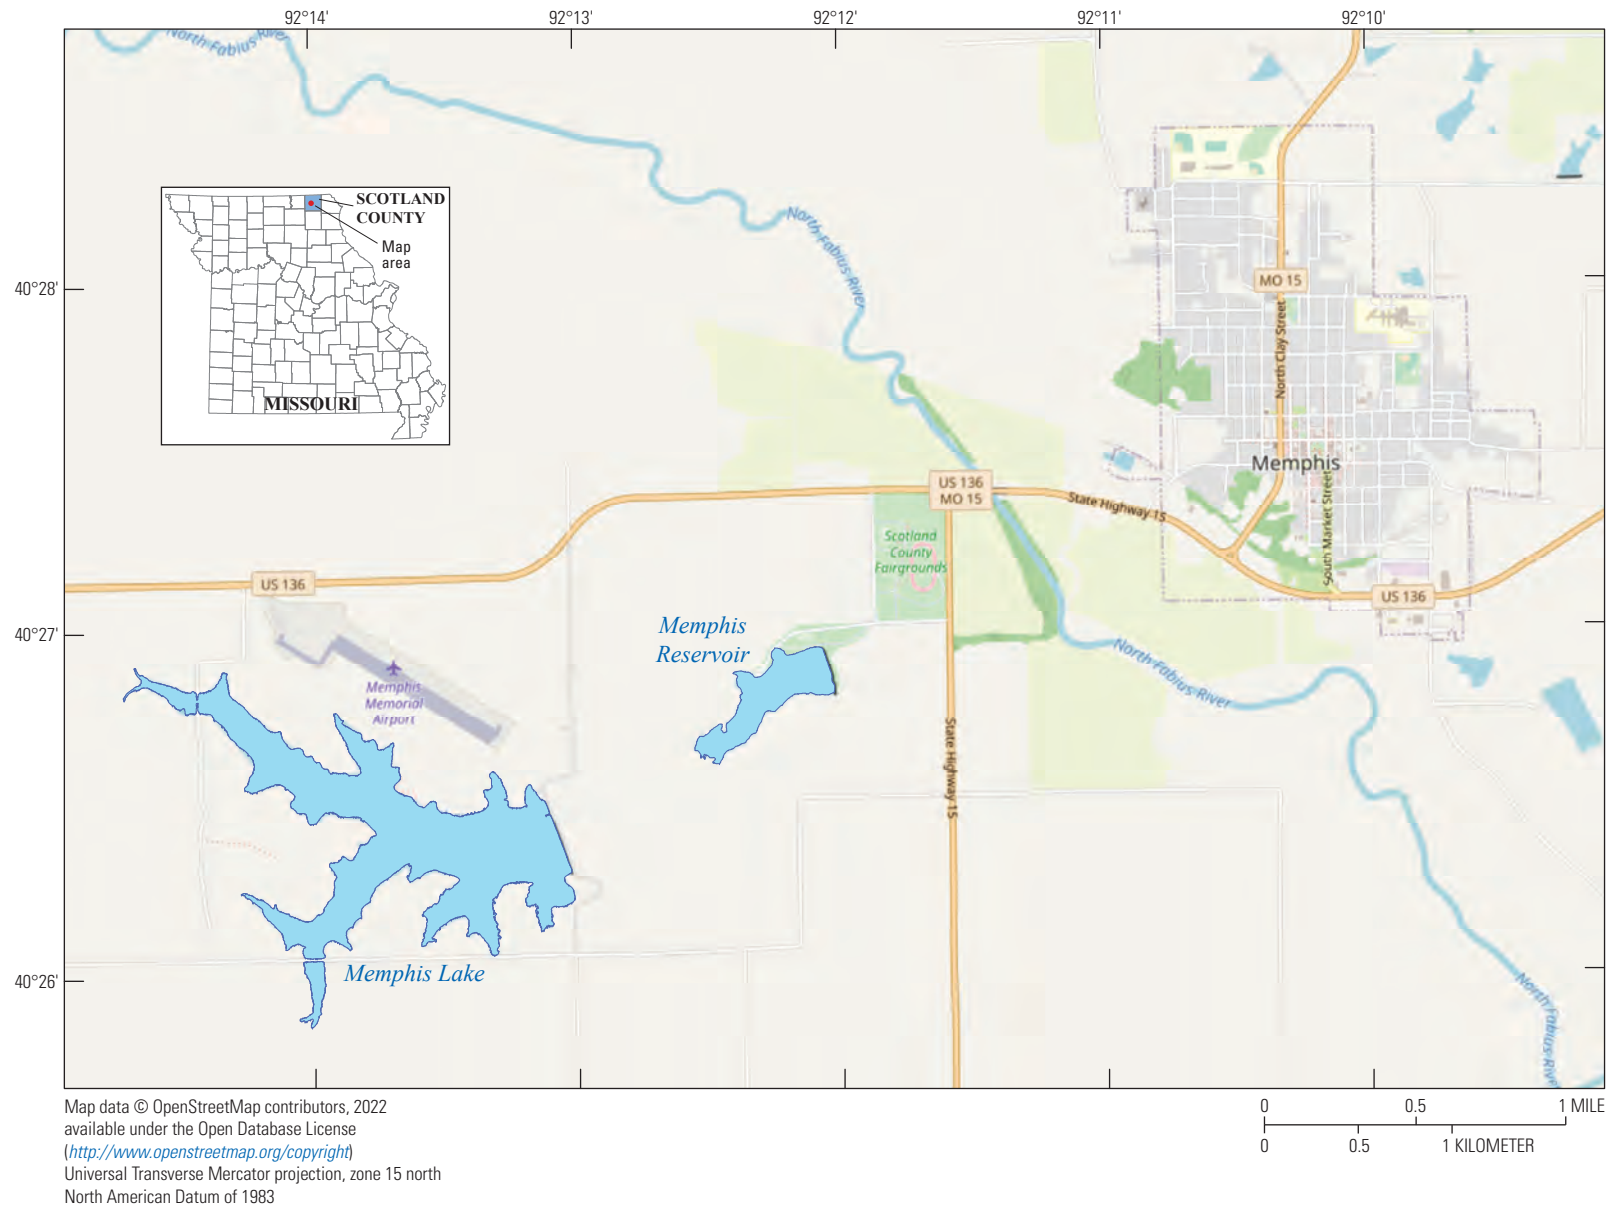 92°14'
92°13'
92°12'
92°11'
92°10'
North Fabius River
SCOTLAND
COUNTY
Map
area
MISSOURI
North Fabius River
40°28'
MO 15
North Clay Street
Memphis
South Market Street
US 136
MO 15
State Highway 15
Scotland
County
Fairgrounds
US 136
US 136
40°27'
Memphis
Reservoir
North Fabius River
Memphis
Memorial
Airport
State Highway 15
Memphis Lake
40°26'
North Fabius River
Map data © OpenStreetMap contributors, 2022
available under the Open Database License
(http://www.openstreetmap.org/copyright)
Universal Transverse Mercator projection, zone 15 north
North American Datum of 1983
0 0.5 1 MILE
0 0.5 1 KILOMETER